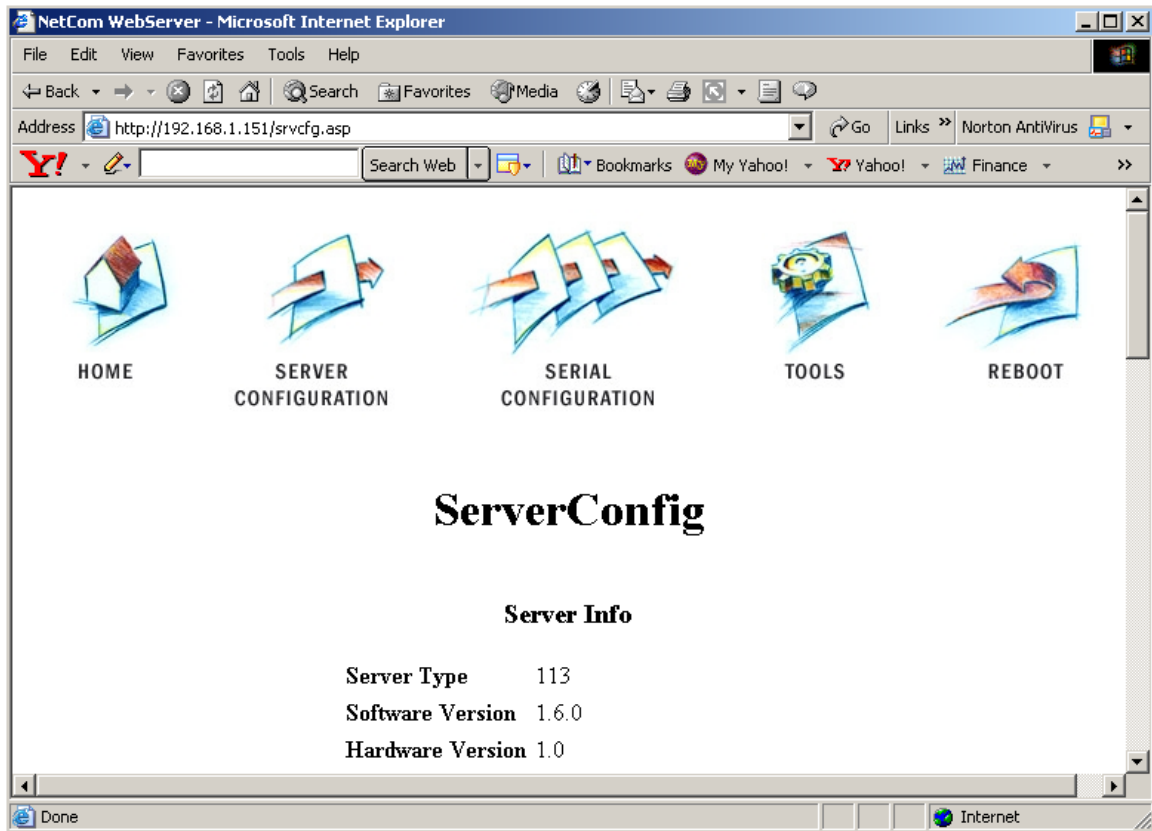 NetCom WebServer - Microsoft Internet Explorer
File Edit View Favorites Tools Help
Back Search Favorites Media
Address http://192.168.1.151/srvcfg.asp Go Links » Norton AntiVirus
Y! Search Web Bookmarks My Yahoo! Yahoo! Finance »
HOME
SERVER
CONFIGURATION
SERIAL
CONFIGURATION
TOOLS
REBOOT
ServerConfig
Server Info
Server Type 113
Software Version 1.6.0
Hardware Version 1.0
Done Internet